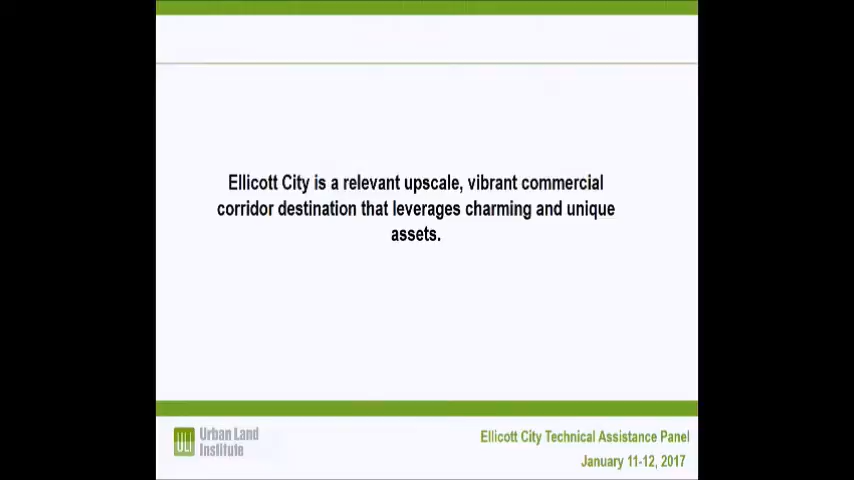 Ellicott City is a relevant upscale, vibrant commercial
corridor destination that leverages charming and unique
assets.
ULI Urban Land
Institute
Ellicott City Technical Assistance Panel
January 11-12, 2017